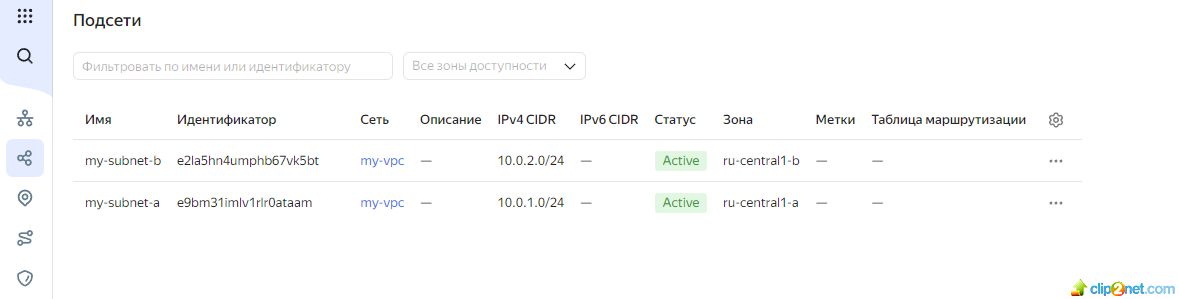 Подсети
Фильтровать по имени или идентификатору Все зоны доступности
Имя Идентификатор Сеть Описание IPv4 CIDR IPv6 CIDR Статус Зона Метки Таблица маршрутизации
my-subnet-b e2la5hn4umphb67vk5bt my-vpc — 10.0.2.0/24 — Active ru-central1-b — —
my-subnet-a e9bm31imlv1rlr0ataam my-vpc — 10.0.1.0/24 — Active ru-central1-a — —
clip2net.com